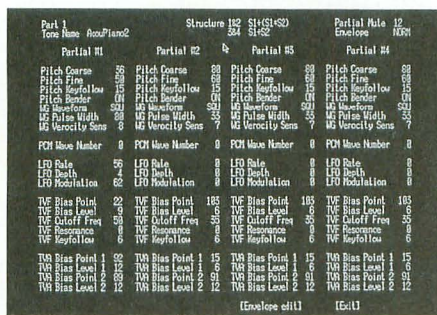 Part 1 Structure 1&2 S1+(S1*S2) Partial Mute 12
Tone Name AcouPiano2 3&4 S1+S2 Envelope NORM
Partial #1 Partial #2 Partial #3 Partial #4
Pitch Coarse 56 Pitch Coarse 80 Pitch Coarse 80 Pitch Coarse 80
Pitch Fine 50 Pitch Fine 60 Pitch Fine 60 Pitch Fine 60
Pitch Keyfollow 15 Pitch Keyfollow 15 Pitch Keyfollow 15 Pitch Keyfollow 15
Pitch Bender ON Pitch Bender ON Pitch Bender ON Pitch Bender ON
WG Waveform SQU WG Waveform SQU WG Waveform SQU WG Waveform SQU
WG Pulse Width 80 WG Pulse Width 33 WG Pulse Width 33 WG Pulse Width 33
WG Verocity Sens 8 WG Verocity Sens 7 WG Verocity Sens 7 WG Verocity Sens 7
PCM Wave Number 0 PCM Wave Number 0 PCM Wave Number 0 PCM Wave Number 0
LFO Rate 56 LFO Rate 0 LFO Rate 0 LFO Rate 0
LFO Depth 4 LFO Depth 0 LFO Depth 0 LFO Depth 0
LFO Modulation 62 LFO Modulation 0 LFO Modulation 0 LFO Modulation 0
TVF Bias Point 22 TVF Bias Point 103 TVF Bias Point 103 TVF Bias Point 103
TVF Bias Level 9 TVF Bias Level 6 TVF Bias Level 6 TVF Bias Level 6
TVF Cutoff Freq 50 TVF Cutoff Freq 35 TVF Cutoff Freq 35 TVF Cutoff Freq 35
TVF Resonance 0 TVF Resonance 0 TVF Resonance 0 TVF Resonance 0
TVF Keyfollow 6 TVF Keyfollow 6 TVF Keyfollow 6 TVF Keyfollow 6
TVA Bias Point 1 92 TVA Bias Point 1 15 TVA Bias Point 1 15 TVA Bias Point 1 15
TVA Bias Level 1 12 TVA Bias Level 1 6 TVA Bias Level 1 6 TVA Bias Level 1 6
TVA Bias Point 2 89 TVA Bias Point 2 91 TVA Bias Point 2 91 TVA Bias Point 2 91
TVA Bias Level 2 12 TVA Bias Level 2 12 TVA Bias Level 2 12 TVA Bias Level 2 12
[Envelope edit] [Exit]